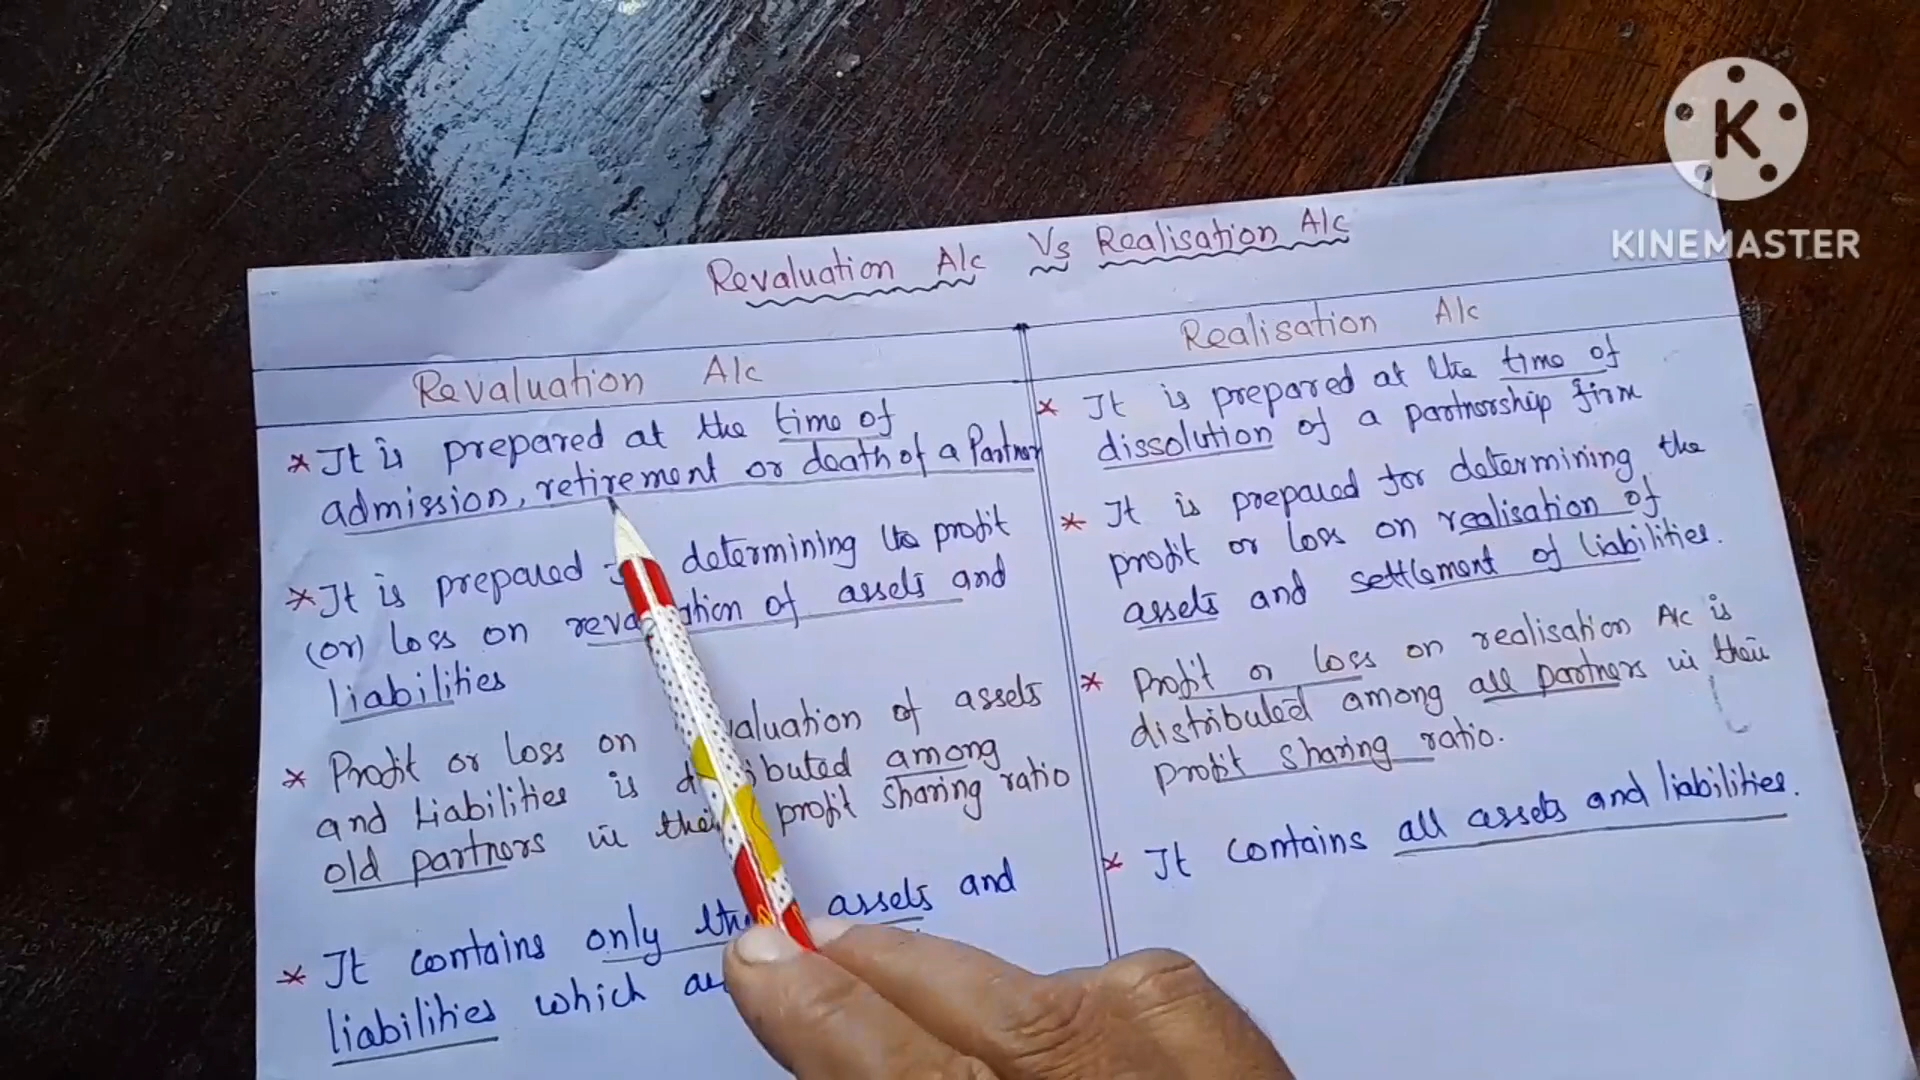 K
KINEMASTER
Revaluation A/c Vs Realisation A/c
Revaluation A/c
* It is prepared at the time of
admission, retirement or death of a Partner
* It is prepared determining the profit
(or) loss on revaluation of assets and
liabilities
* Profit or loss on valuation of assets
and liabilities is distributed among
old partners in their profit sharing ratio
* It contains only the assets and
liabilities which
Realisation A/c
* It is prepared at the time of
dissolution of a partnership firm
* It is prepared for determining the
profit or loss on realisation of
assets and settlement of liabilities.
* Profit or loss on realisation A/c is
distributed among all partners in their
profit sharing ratio.
* It contains all assets and liabilities.